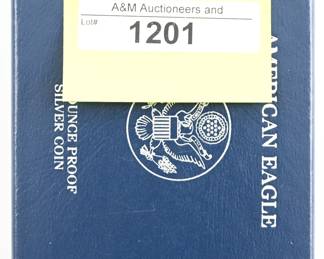 A&M Auctioneers and
Lot#
1201
AMERICAN EAGLE
OUNCE PROOF
SILVER COIN